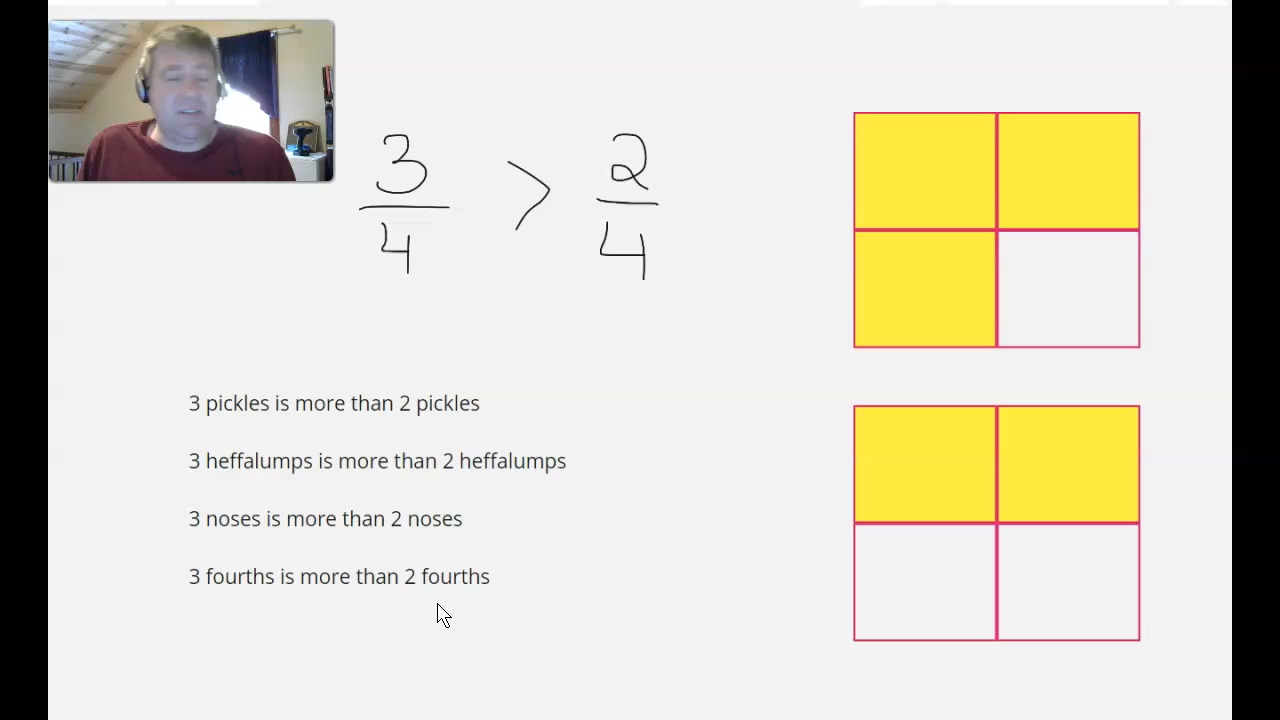 3/4 > 2/4
3 pickles is more than 2 pickles
3 heffalumps is more than 2 heffalumps
3 noses is more than 2 noses
3 fourths is more than 2 fourths